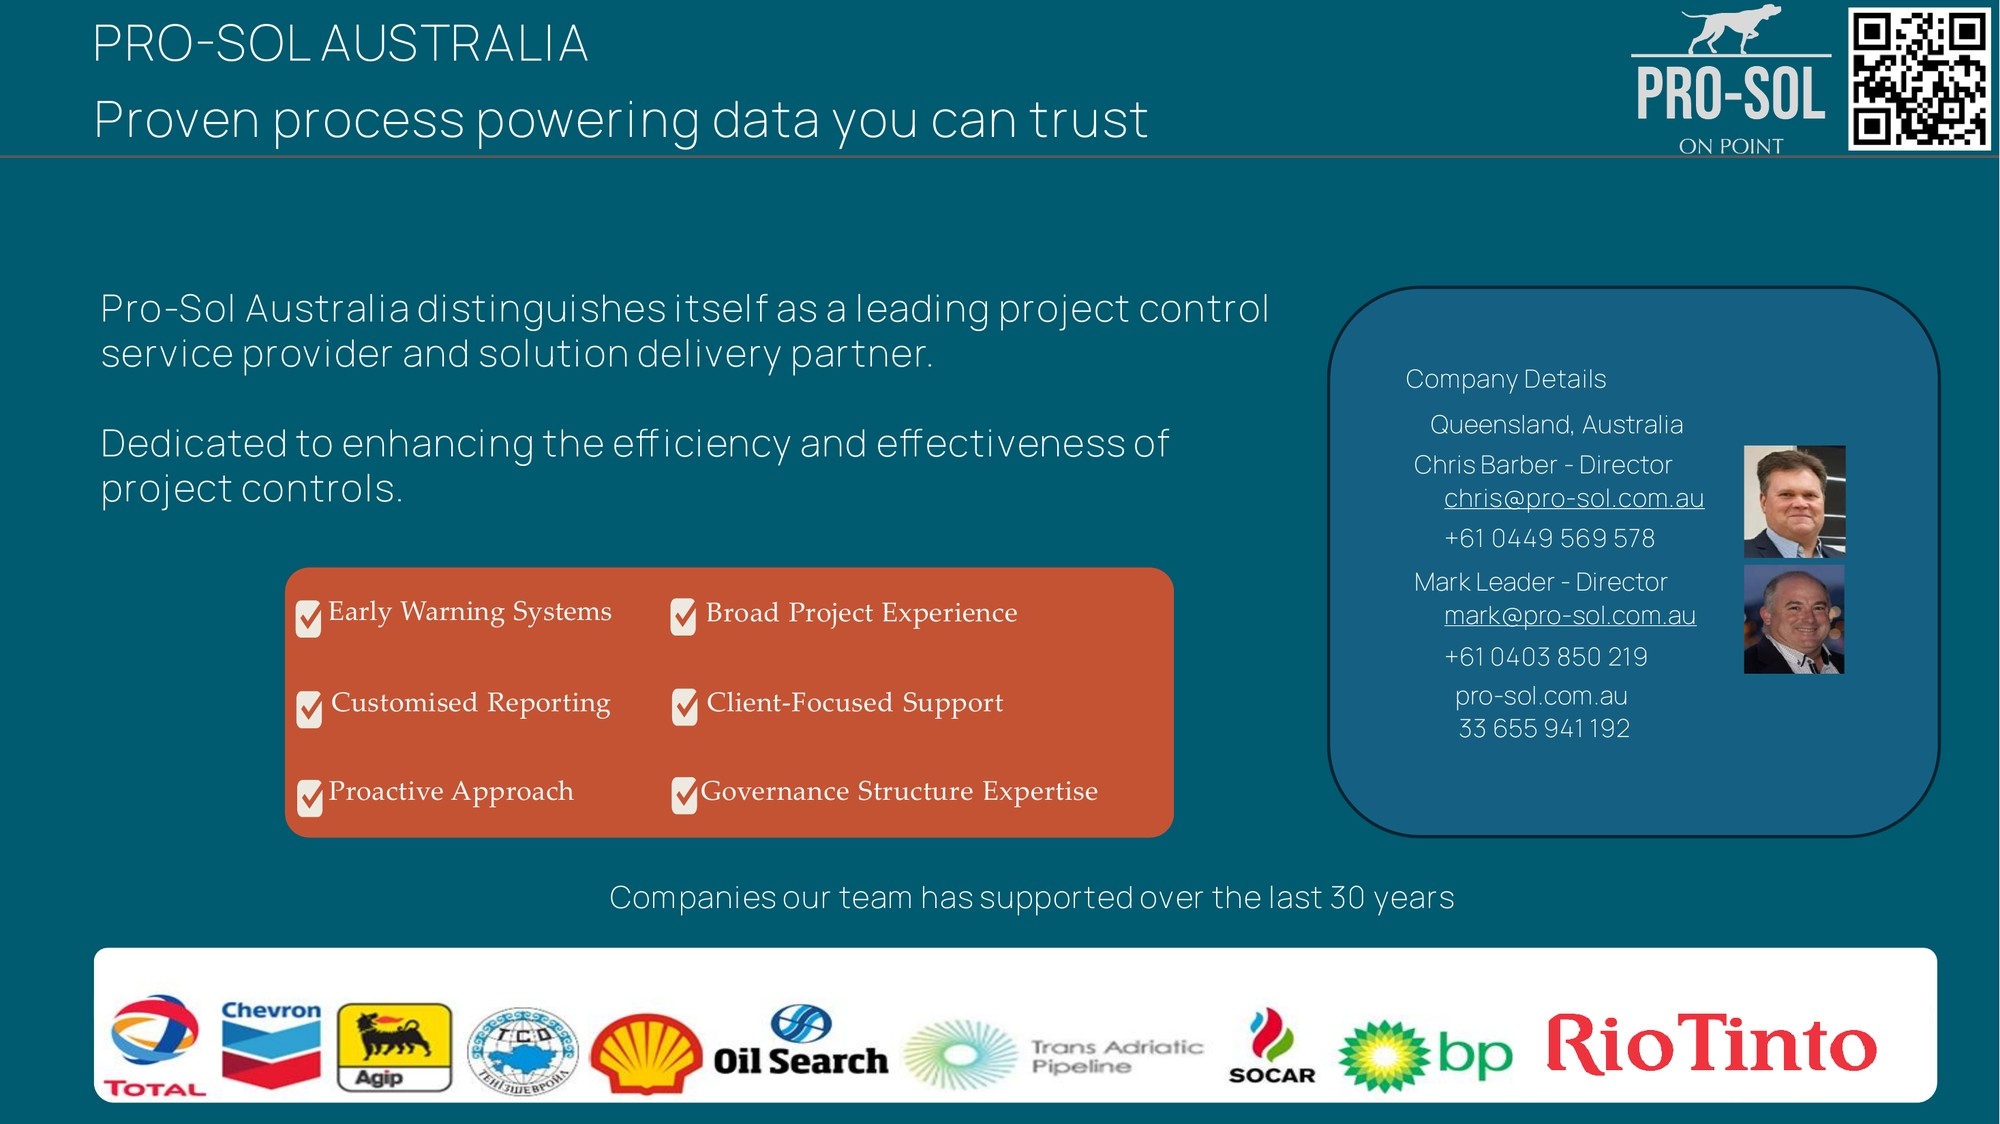 PRO-SOL AUSTRALIA
Proven process powering data you can trust
PRO-SOL
ON POINT
Pro-Sol Australia distinguishes itself as a leading project control
service provider and solution delivery partner.
Dedicated to enhancing the efficiency and effectiveness of
project controls.
Early Warning Systems
Broad Project Experience
Customised Reporting
Client-Focused Support
Proactive Approach
Governance Structure Expertise
Company Details
Queensland, Australia
Chris Barber - Director
chris@pro-sol.com.au
+61 0449 569 578
Mark Leader - Director
mark@pro-sol.com.au
+61 0403 850 219
pro-sol.com.au
33 655 941 192
Companies our team has supported over the last 30 years
TOTAL
Chevron
Agip
Т.С.О
ТЕНГІЗШЕВРОЙЛ
Oil Search
Trans Adriatic
Pipeline
SOCAR
bp
RioTinto